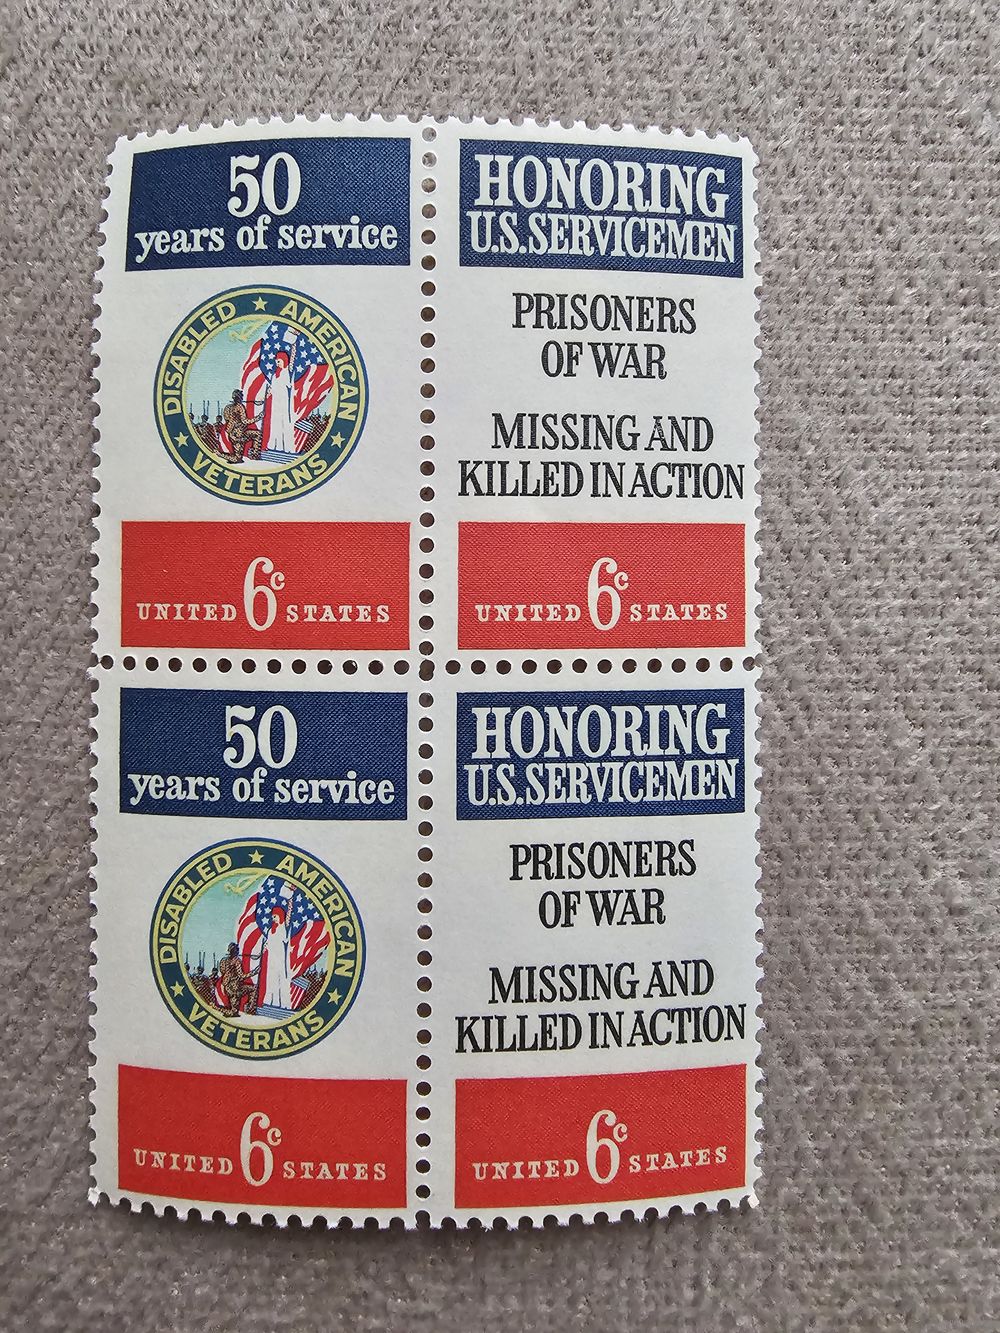 50
years of service
DISABLED ★ AMERICAN
★ VETERANS ★
UNITED 6c STATES
HONORING
U.S. SERVICEMEN
PRISONERS
OF WAR
MISSING AND
KILLED IN ACTION
UNITED 6c STATES
50
years of service
DISABLED ★ AMERICAN
★ VETERANS ★
UNITED 6c STATES
HONORING
U.S. SERVICEMEN
PRISONERS
OF WAR
MISSING AND
KILLED IN ACTION
UNITED 6c STATES